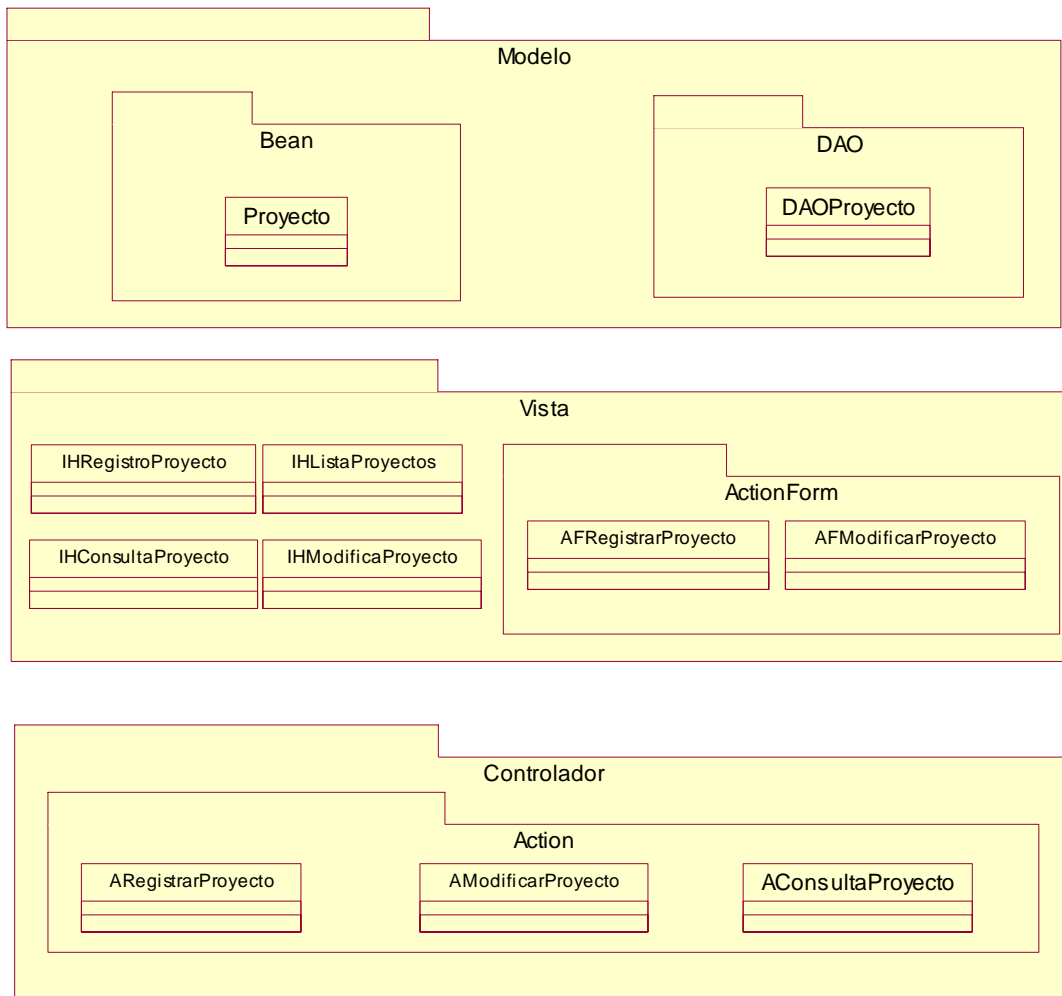 Modelo
Bean
DAO
Proyecto
DAOProyecto
Vista
IHRegistroProyecto
IHListaProyectos
ActionForm
IHConsultaProyecto
IHModificaProyecto
AFRegistrarProyecto
AFModificarProyecto
Controlador
Action
ARegistrarProyecto
AModificarProyecto
AConsultaProyecto